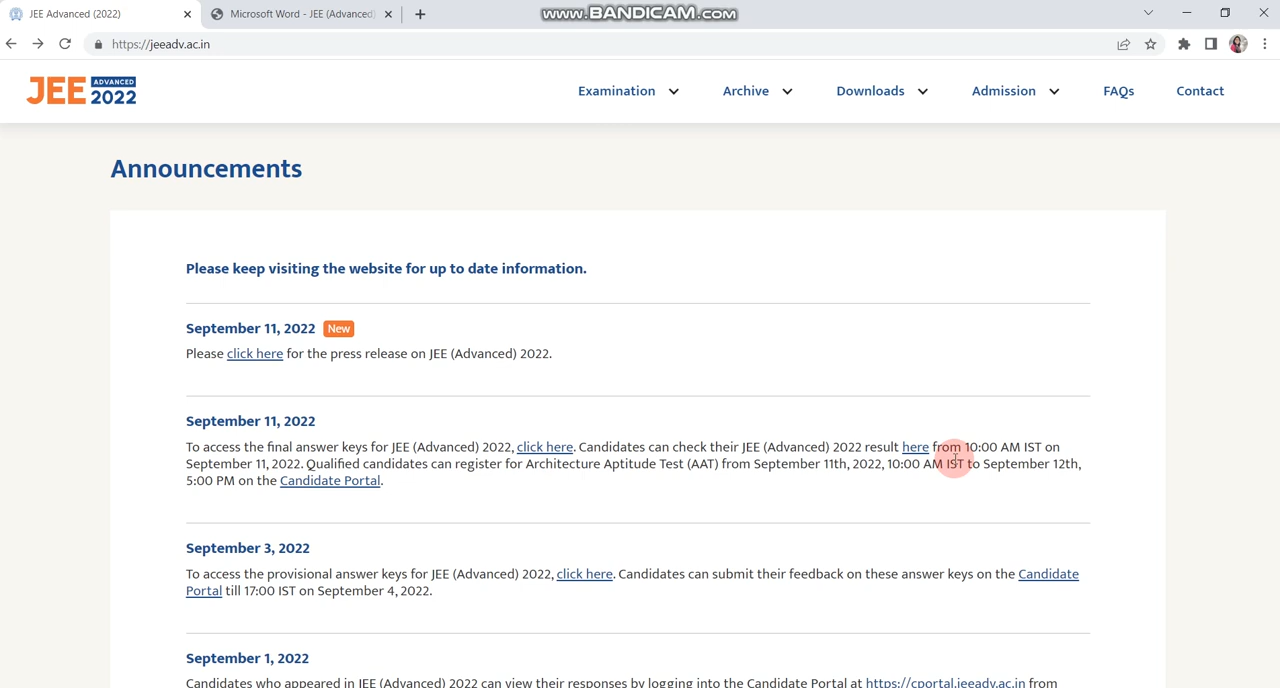 JEE Advanced (2022)
Microsoft Word - JEE (Advanced)
www.BANDICAM.com
https://jeeadv.ac.in
JEE ADVANCED 2022
Examination Archive Downloads Admission FAQs Contact
Announcements
Please keep visiting the website for up to date information.
September 11, 2022 New
Please click here for the press release on JEE (Advanced) 2022.
September 11, 2022
To access the final answer keys for JEE (Advanced) 2022, click here. Candidates can check their JEE (Advanced) 2022 result here from 10:00 AM IST on
September 11, 2022. Qualified candidates can register for Architecture Aptitude Test (AAT) from September 11th, 2022, 10:00 AM IST to September 12th,
5:00 PM on the Candidate Portal.
September 3, 2022
To access the provisional answer keys for JEE (Advanced) 2022, click here. Candidates can submit their feedback on these answer keys on the Candidate
Portal till 17:00 IST on September 4, 2022.
September 1, 2022
Candidates who appeared in JEE (Advanced) 2022 can view their responses by logging into the Candidate Portal at https://cportal.jeeadv.ac.in from